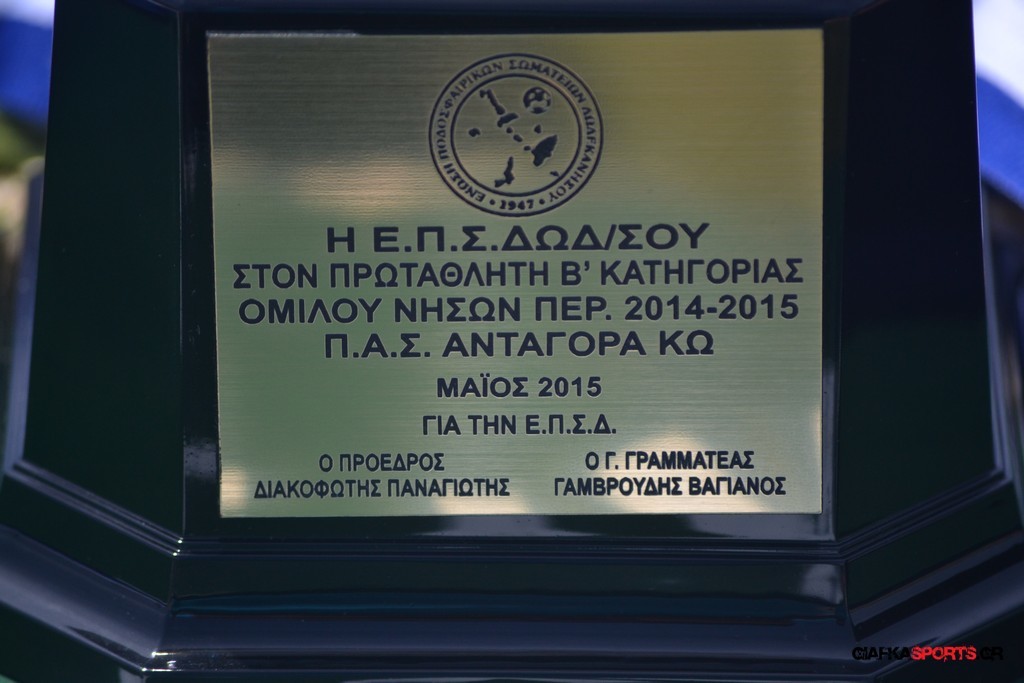 ΕΝΩΣΗ ΠΟΔΟΣΦΑΙΡΙΚΩΝ ΣΩΜΑΤΕΙΩΝ ΔΩΔΕΚΑΝΗΣΟΥ
• 1947 •
Η Ε.Π.Σ.ΔΩΔ/ΣΟΥ
ΣΤΟΝ ΠΡΩΤΑΘΛΗΤΗ Β' ΚΑΤΗΓΟΡΙΑΣ
ΟΜΙΛΟΥ ΝΗΣΩΝ ΠΕΡ. 2014-2015
Π.Α.Σ. ΑΝΤΑΓΟΡΑ ΚΩ
ΜΑΪΟΣ 2015
ΓΙΑ ΤΗΝ Ε.Π.Σ.Δ.
Ο ΠΡΟΕΔΡΟΣ
ΔΙΑΚΟΦΩΤΗΣ ΠΑΝΑΓΙΩΤΗΣ
Ο Γ. ΓΡΑΜΜΑΤΕΑΣ
ΓΑΜΒΡΟΥΔΗΣ ΒΑΓΙΑΝΟΣ
GIAFKASPORTS.GR